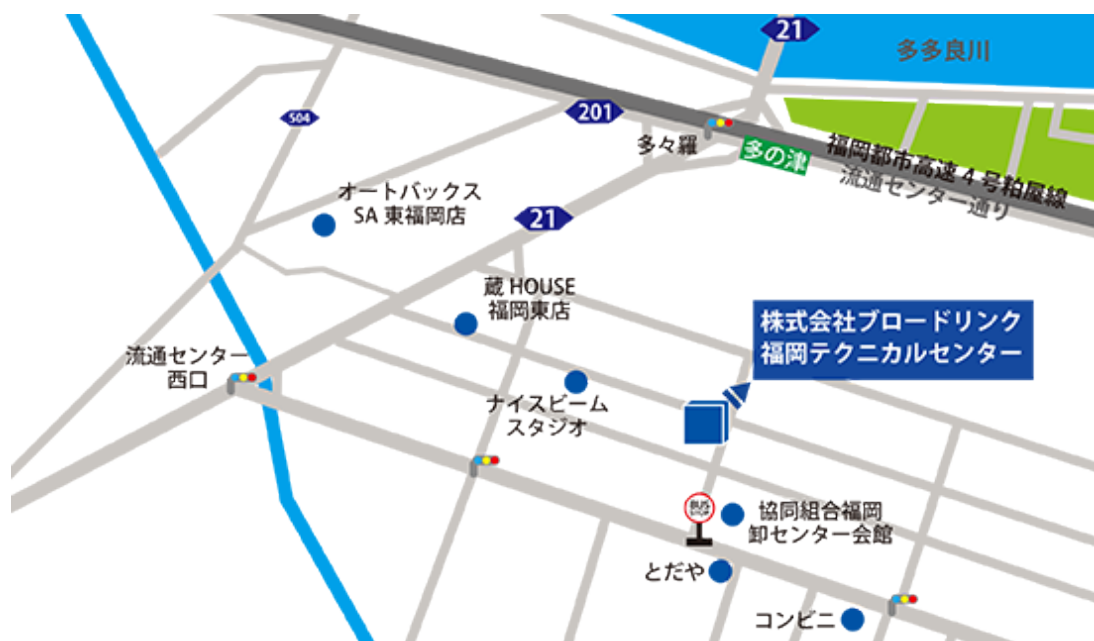 21
多多良川
504
201
多々羅
多の津
福岡都市高速4号粕屋線
流通センター通り
オートバックス
SA 東福岡店
21
蔵 HOUSE
福岡東店
株式会社ブロードリンク
福岡テクニカルセンター
流通センター
西口
ナイスビーム
スタジオ
BUS
協同組合福岡
卸センター会館
とだや
コンビニ